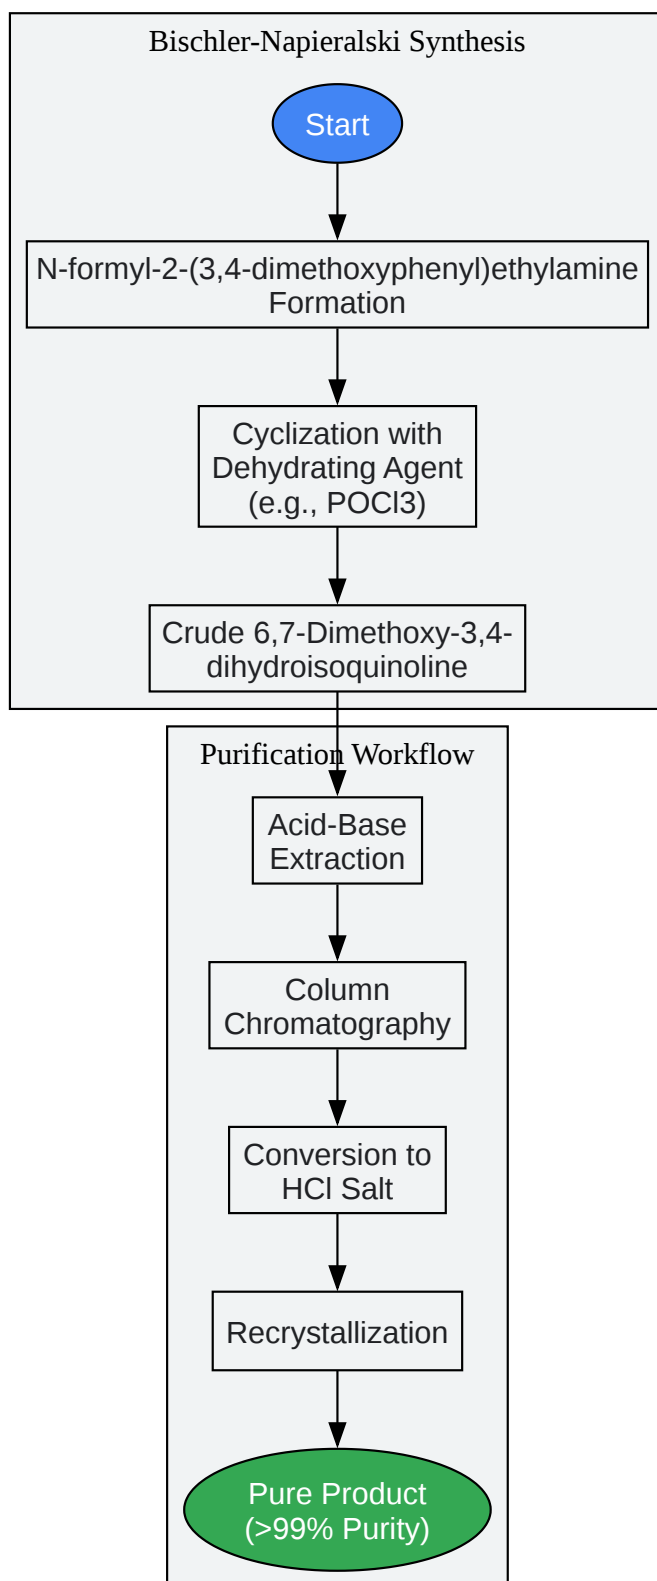 Bischler-Napieralski Synthesis
Start
N-formyl-2-(3,4-dimethoxyphenyl)ethylamine
Formation
Cyclization with
Dehydrating Agent
(e.g., POCl3)
Crude 6,7-Dimethoxy-3,4-
dihydroisoquinoline
Purification Workflow
Acid-Base
Extraction
Column
Chromatography
Conversion to
HCl Salt
Recrystallization
Pure Product
(>99% Purity)